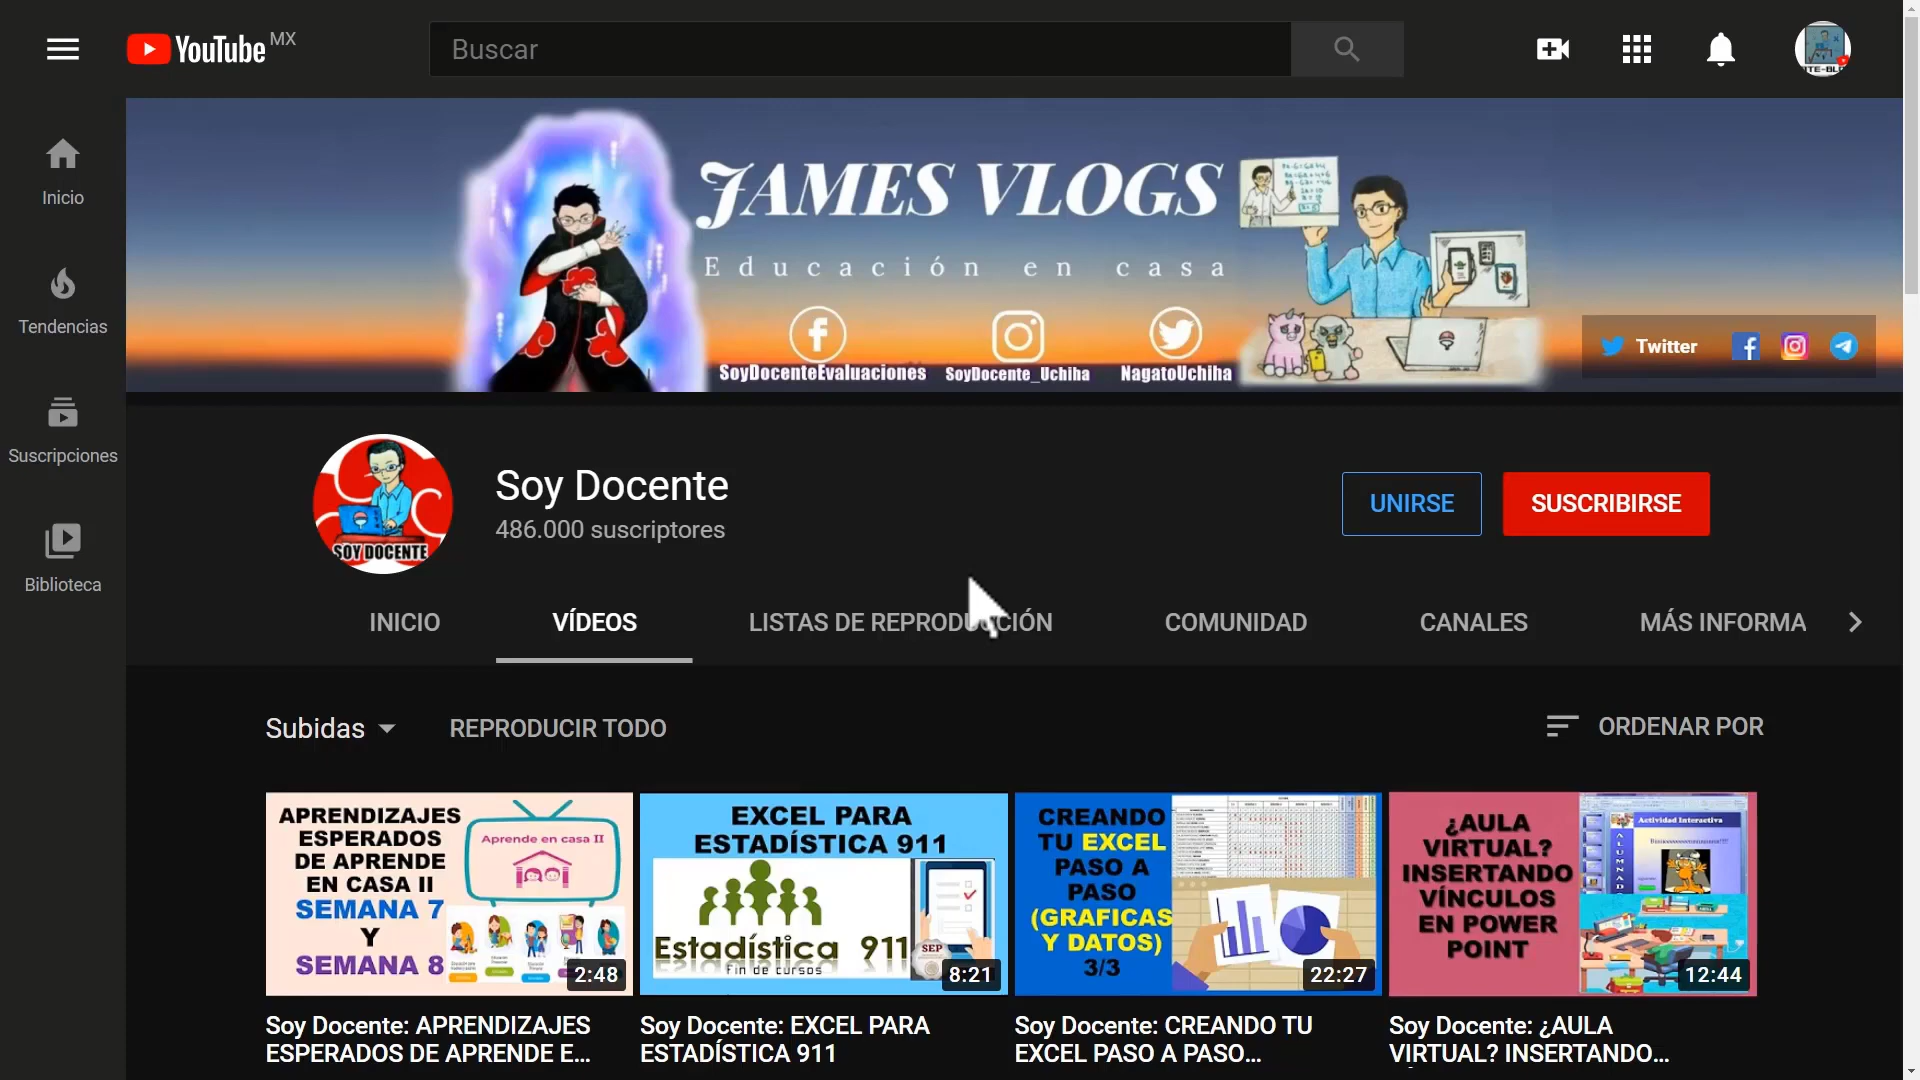 YouTube MX
Buscar
Inicio
Tendencias
Suscripciones
Biblioteca
JAMES VLOGS
Educación en casa
SoyDocenteEvaluaciones
SoyDocente_Uchiha
NagatoUchiha
Twitter
SOY DOCENTE
Soy Docente
486.000 suscriptores
UNIRSE
SUSCRIBIRSE
INICIO
VÍDEOS
LISTAS DE REPRODUCCIÓN
COMUNIDAD
CANALES
MÁS INFORMA
Subidas
REPRODUCIR TODO
ORDENAR POR
APRENDIZAJES
ESPERADOS
DE APRENDE
EN CASA II
SEMANA 7
Y
SEMANA 8
Aprende en casa II
2:48
EXCEL PARA
ESTADÍSTICA 911
Estadística 911
Fin de cursos
SEP
8:21
CREANDO
TU EXCEL
PASO A
PASO
(GRAFICAS
Y DATOS)
3/3
22:27
¿AULA
VIRTUAL?
INSERTANDO
VÍNCULOS
EN POWER
POINT
Actividad Interactiva
ALUMNAD
12:44
Soy Docente: APRENDIZAJES
ESPERADOS DE APRENDE E...
Soy Docente: EXCEL PARA
ESTADÍSTICA 911
Soy Docente: CREANDO TU
EXCEL PASO A PASO...
Soy Docente: ¿AULA
VIRTUAL? INSERTANDO...